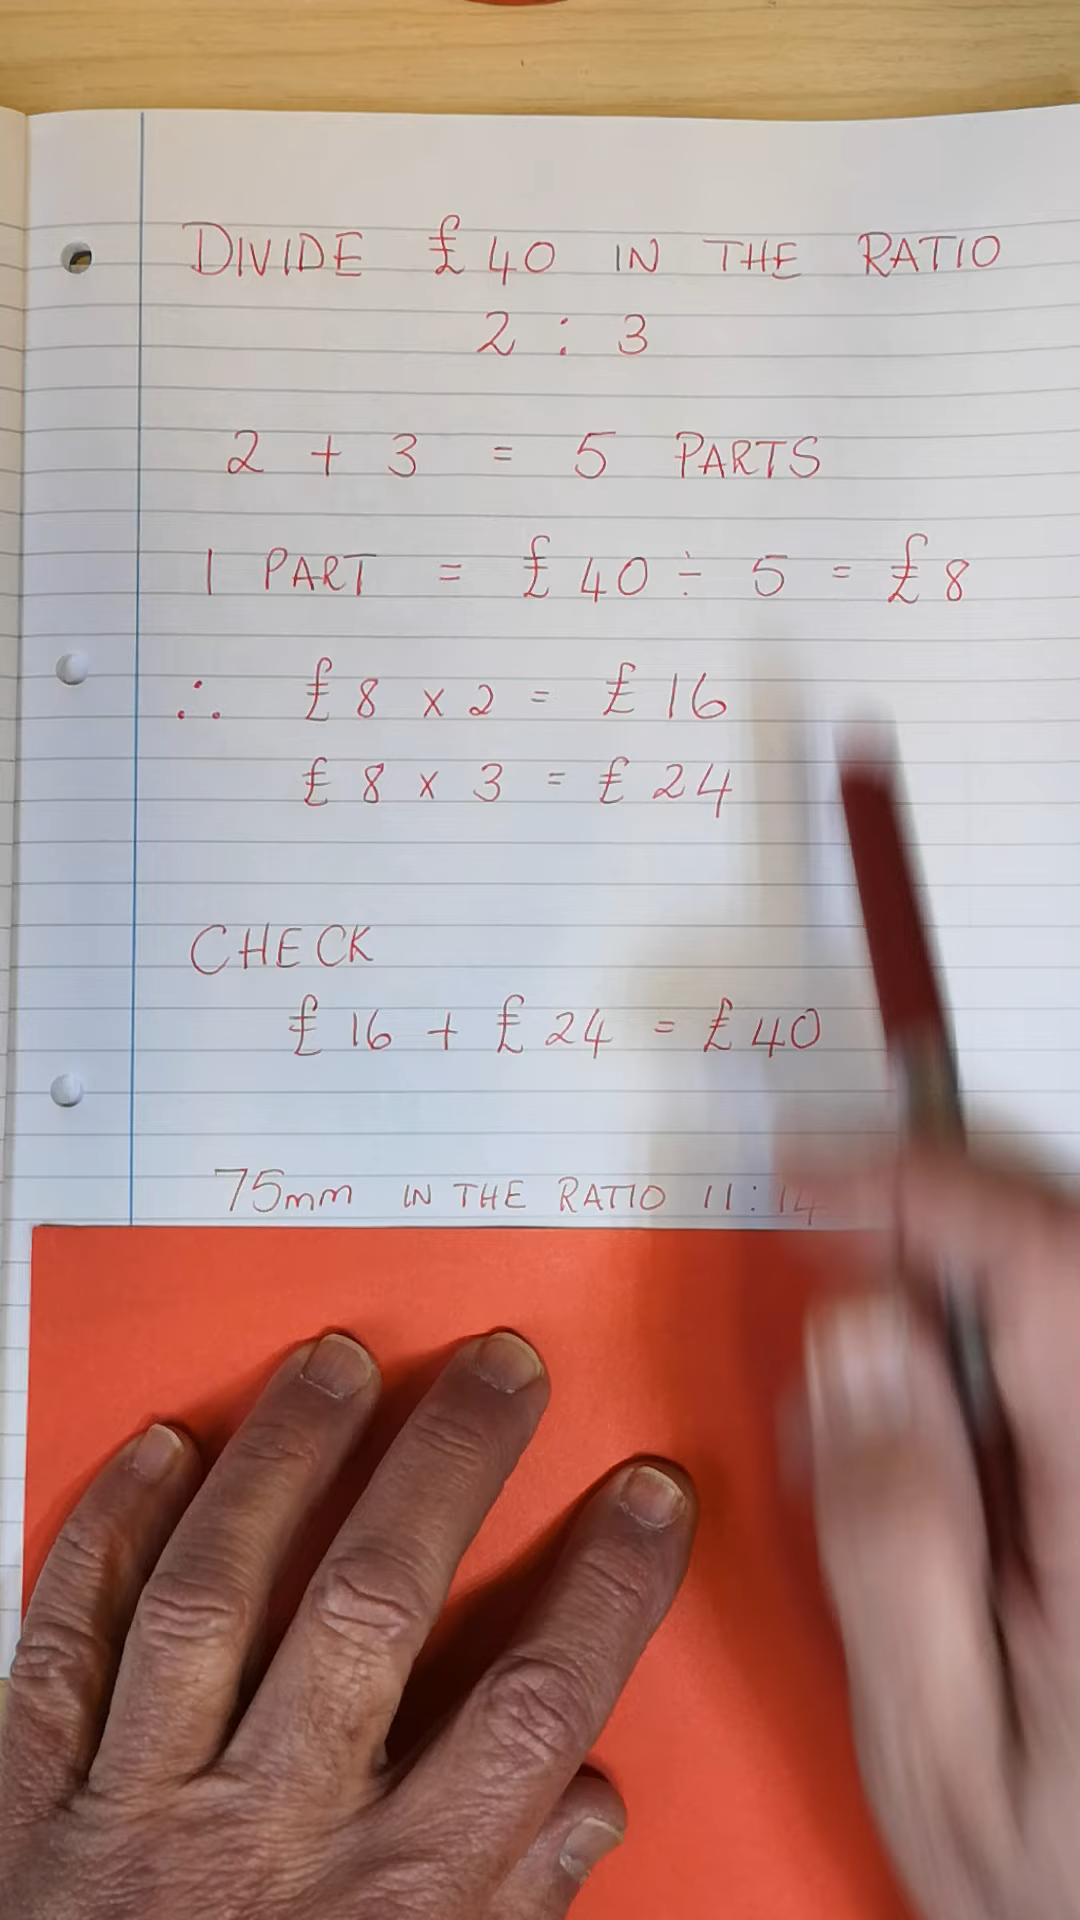 DIVIDE £40 IN THE RATIO
2 : 3
2 + 3 = 5 PARTS
1 PART = £40 ÷ 5 = £8
∴ £8 x 2 = £16
£8 x 3 = £24
CHECK
£16 + £24 = £40
75mm IN THE RATIO 11:14